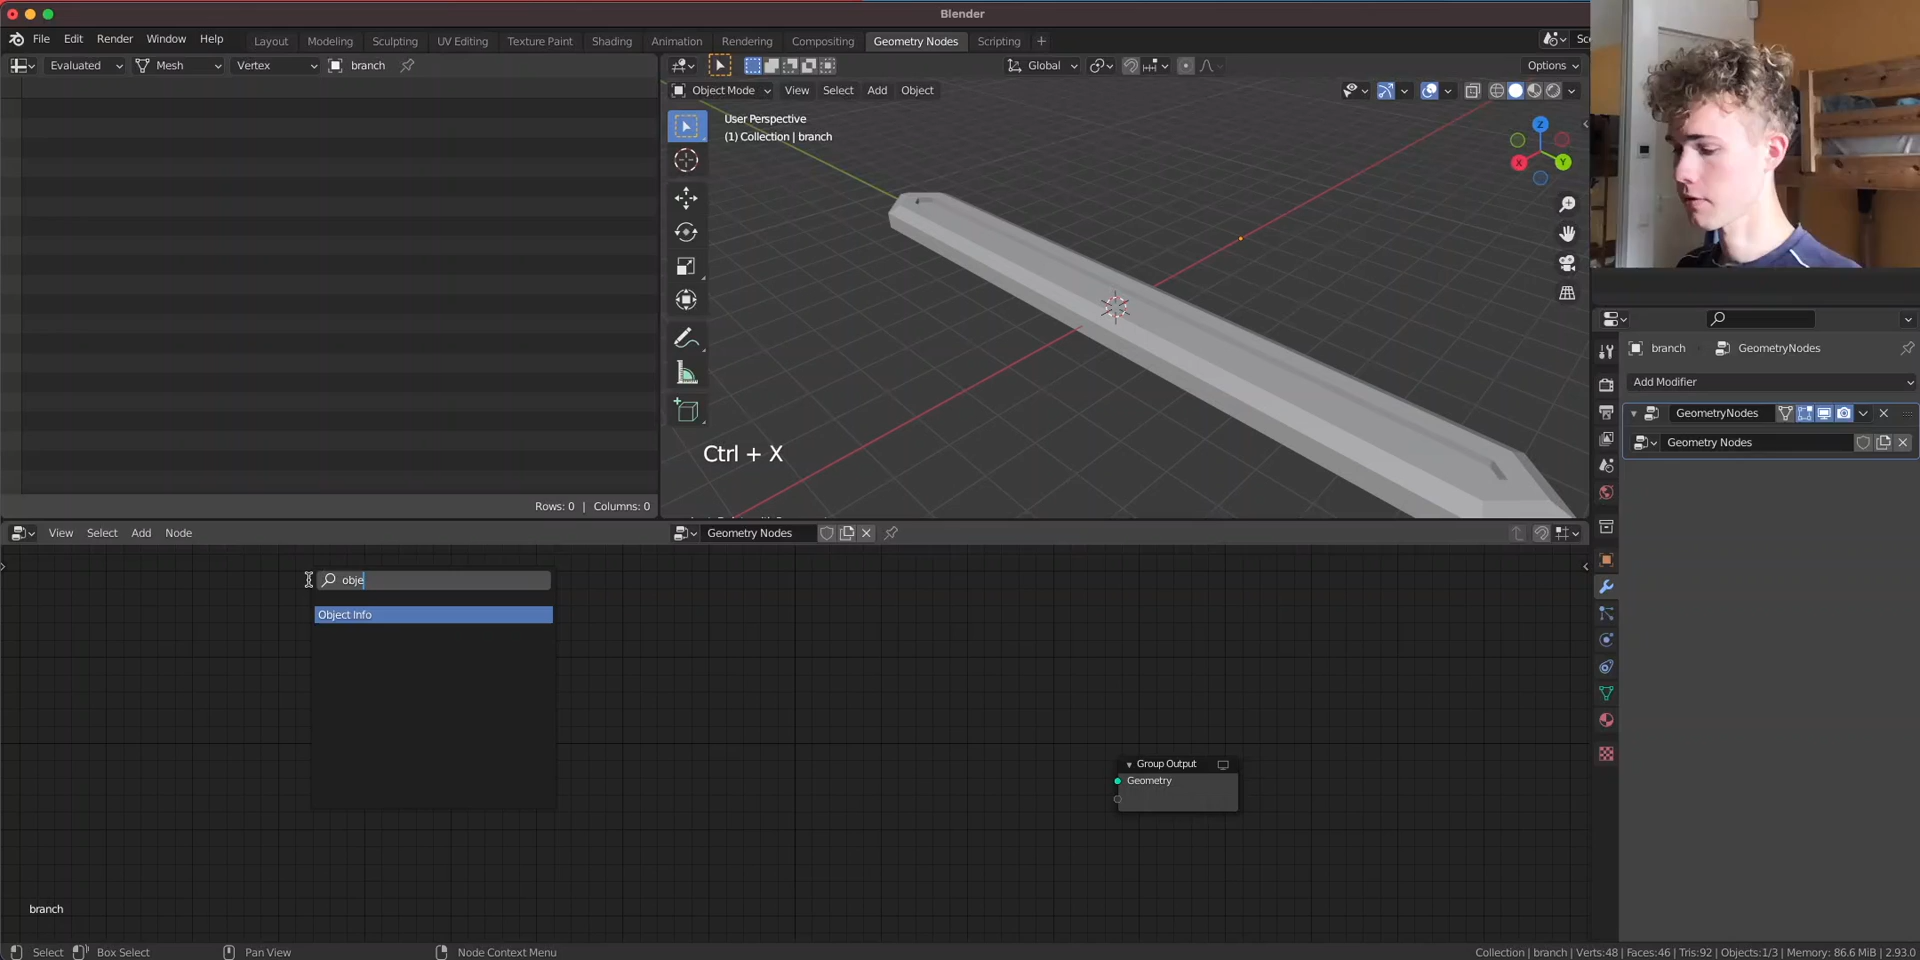 Blender
File Edit Render Window Help
Layout Modeling Sculpting UV Editing Texture Paint Shading Animation Rendering Compositing Geometry Nodes Scripting +
Sc
Evaluated Mesh Vertex branch
Global Options
Object Mode View Select Add Object
User Perspective
(1) Collection | branch
Z
X Y
branch GeometryNodes
Add Modifier
GeometryNodes
Geometry Nodes
Ctrl + X
Rows: 0 | Columns: 0
View Select Add Node Geometry Nodes
obje
Object Info
Group Output
Geometry
branch
Select Box Select Pan View Node Context Menu Collection | branch | Verts:48 | Faces:46 | Tris:92 | Objects:1/3 | Memory: 86.6 MiB | 2.93.0